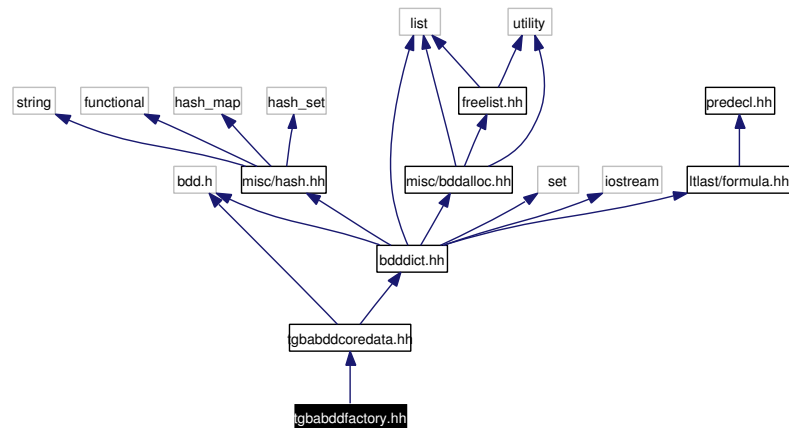 list
utility
string
functional
hash_map
hash_set
freelist.hh
predecl.hh
bdd.h
misc/hash.hh
misc/bddalloc.hh
set
iostream
ltlast/formula.hh
bdddict.hh
tgbabddcoredata.hh
tgbabddfactory.hh